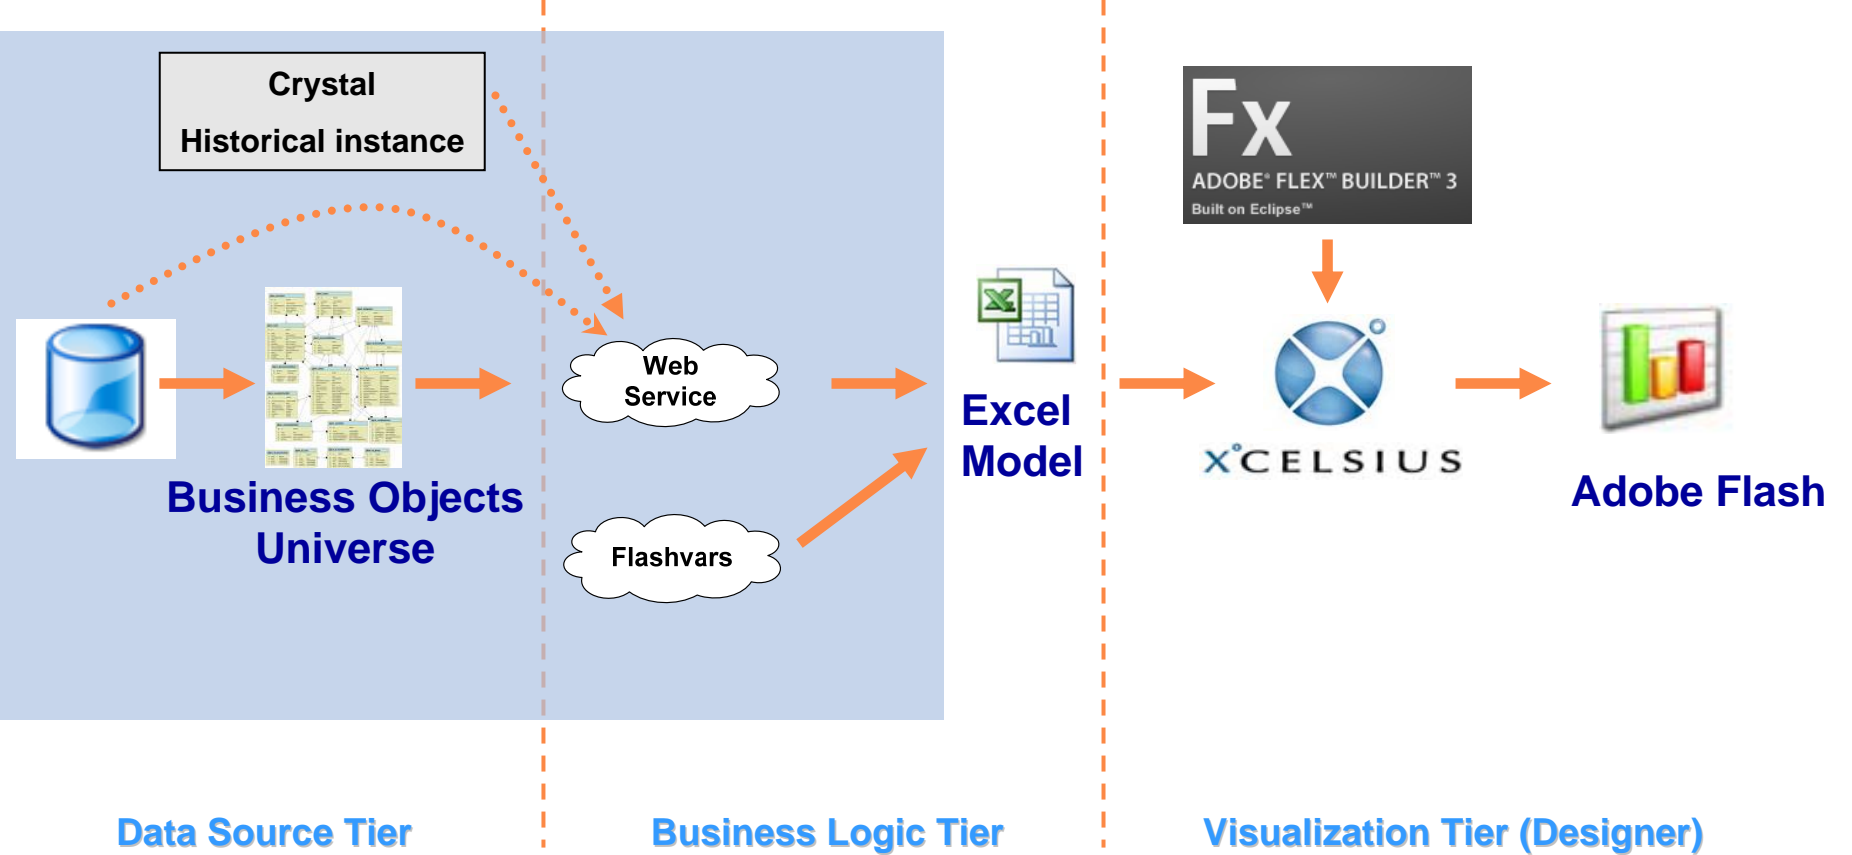 Crystal
Historical instance
Fx
ADOBE® FLEX™ BUILDER™ 3
Built on Eclipse™
Web
Service
Excel
Model
X°CELSIUS
Business Objects
Universe
Flashvars
Adobe Flash
Data Source Tier
Business Logic Tier
Visualization Tier (Designer)